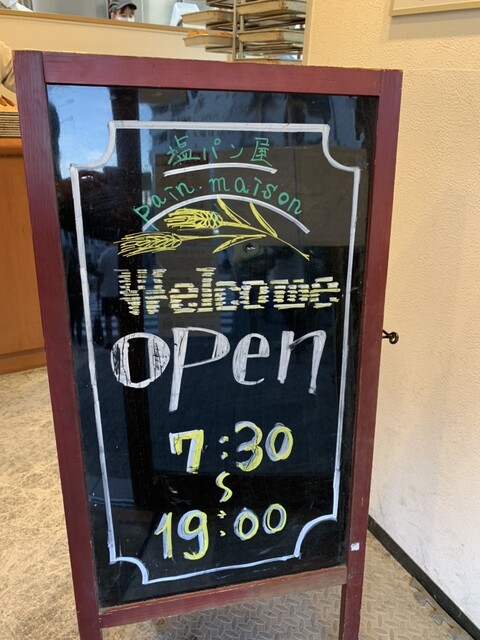 塩パン屋
pain.maison
Welcome
open
7:30
〜
19:00